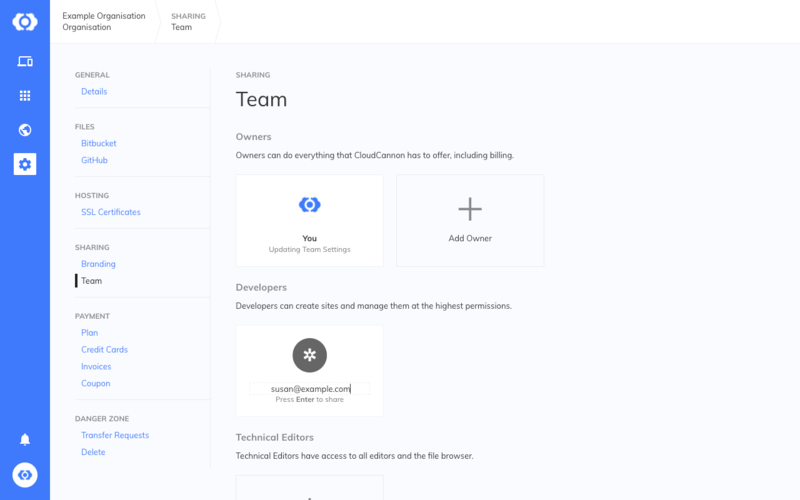 Example Organisation
Organisation
SHARING
Team
GENERAL
Details
FILES
Bitbucket
GitHub
HOSTING
SSL Certificates
SHARING
Branding
Team
PAYMENT
Plan
Credit Cards
Invoices
Coupon
DANGER ZONE
Transfer Requests
Delete
SHARING
Team
Owners
Owners can do everything that CloudCannon has to offer, including billing.
You
Updating Team Settings
Add Owner
Developers
Developers can create sites and manage them at the highest permissions.
susan@example.com
Press Enter to share
Technical Editors
Technical Editors have access to all editors and the file browser.